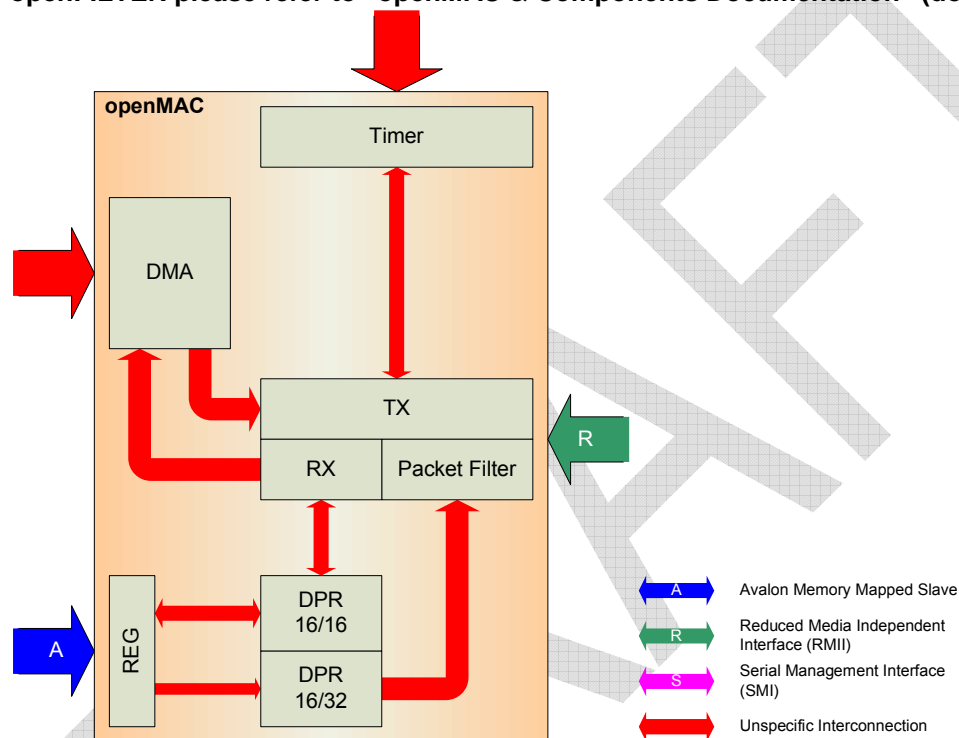 openMAC
Timer
DMA
TX
RX
Packet Filter
R
DPR
16/16
DPR
16/32
REG
A
A Avalon Memory Mapped Slave
R Reduced Media Independent
Interface (RMII)
S Serial Management Interface
(SMI)
Unspecific Interconnection